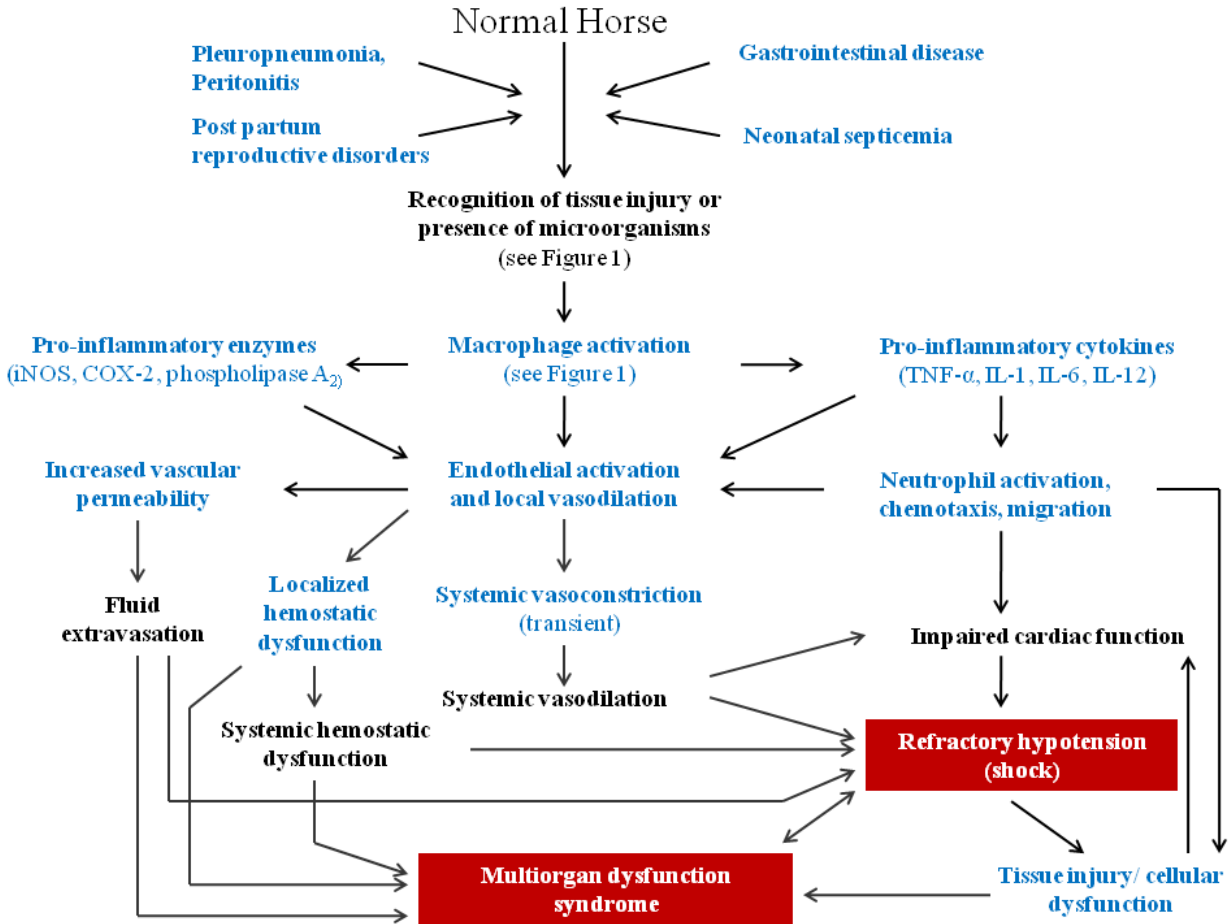 Normal Horse
Pleuropneumonia,
Peritonitis
Gastrointestinal disease
Post partum
reproductive disorders
Neonatal septicemia
Recognition of tissue injury or
presence of microorganisms
(see Figure 1)
Pro-inflammatory enzymes
(iNOS, COX-2, phospholipase A2)
Macrophage activation
(see Figure 1)
Pro-inflammatory cytokines
(TNF-α, IL-1, IL-6, IL-12)
Increased vascular
permeability
Endothelial activation
and local vasodilation
Neutrophil activation,
chemotaxis, migration
Fluid
extravasation
Localized
hemostatic
dysfunction
Systemic vasoconstriction
(transient)
Impaired cardiac function
Systemic vasodilation
Systemic hemostatic
dysfunction
Refractory hypotension
(shock)
Multiorgan dysfunction
syndrome
Tissue injury/ cellular
dysfunction